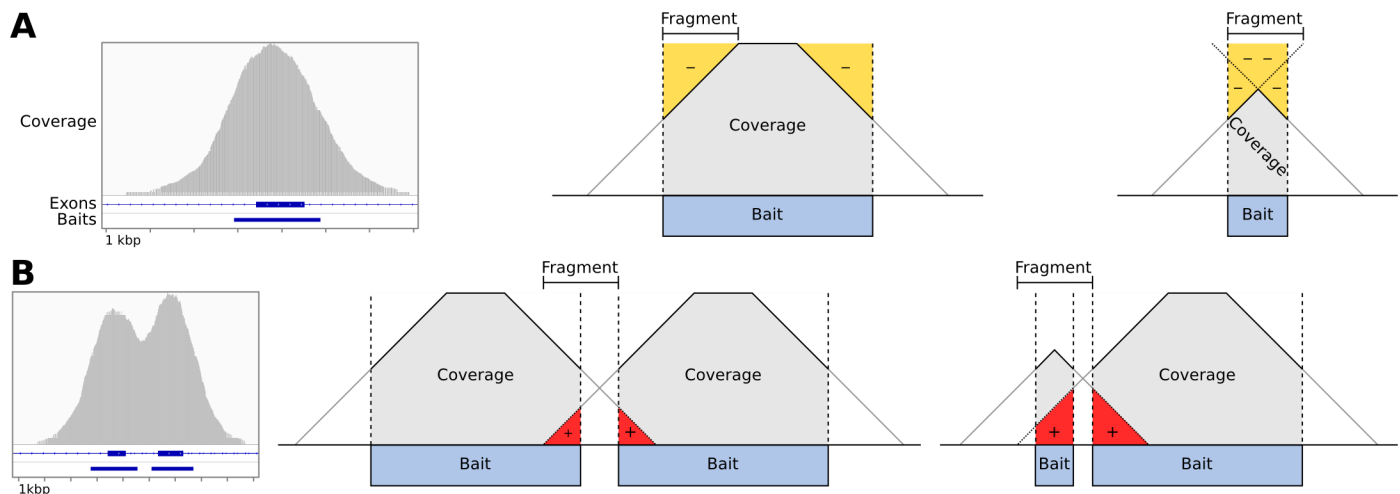 A
Coverage
Exons
Baits
1 kbp
Fragment
−
−
Coverage
Bait
Fragment
− −
− −
Coverage
Bait
B
1kbp
Fragment
Coverage
Coverage
+
+
Bait
Bait
Fragment
Coverage
+
+
Bait
Bait